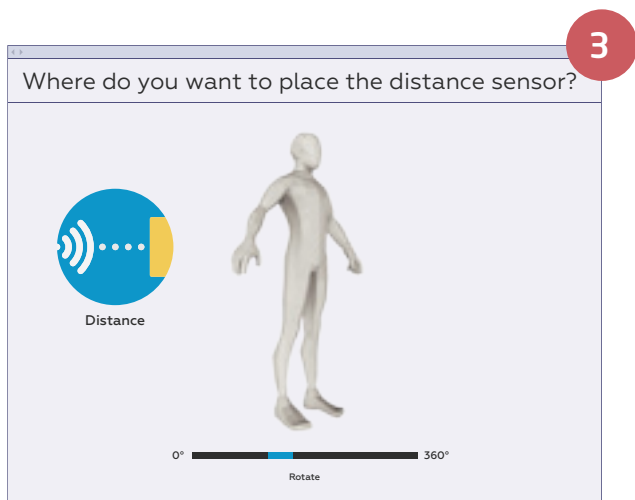 3
Where do you want to place the distance sensor?
Distance
0° 360°
Rotate